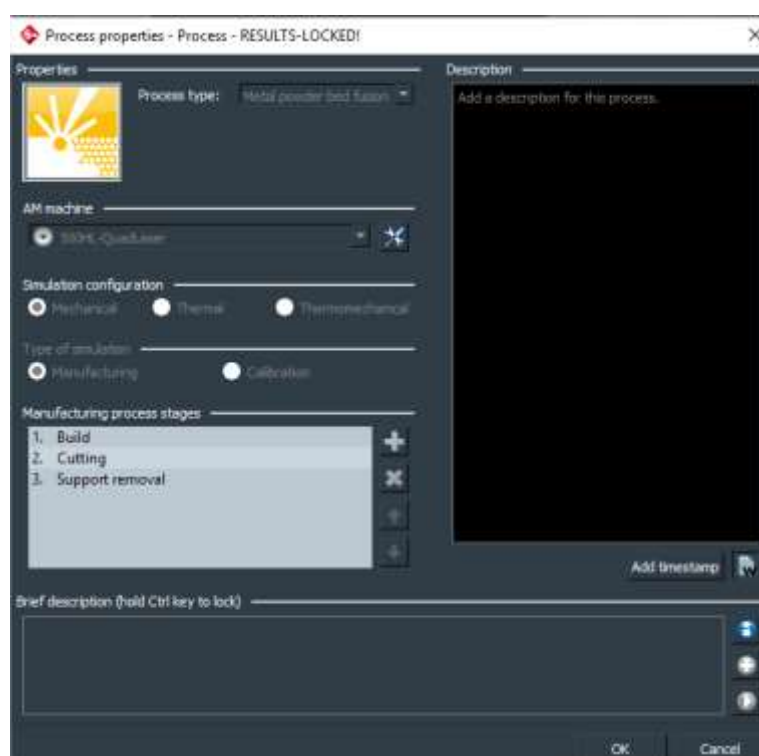 Process properties - Process - RESULTS-LOCKED!
Properties
Process type: Metal powder bed fusion
AM machine
Simulation configuration
Mechanical Thermal Thermomechanical
Type of simulation
Manufacturing Calibration
Manufacturing process stages
1. Build
2. Cutting
3. Support removal
Description
Add a description for this process.
Add timestamp
Brief description (hold Ctrl key to lock)
OK Cancel